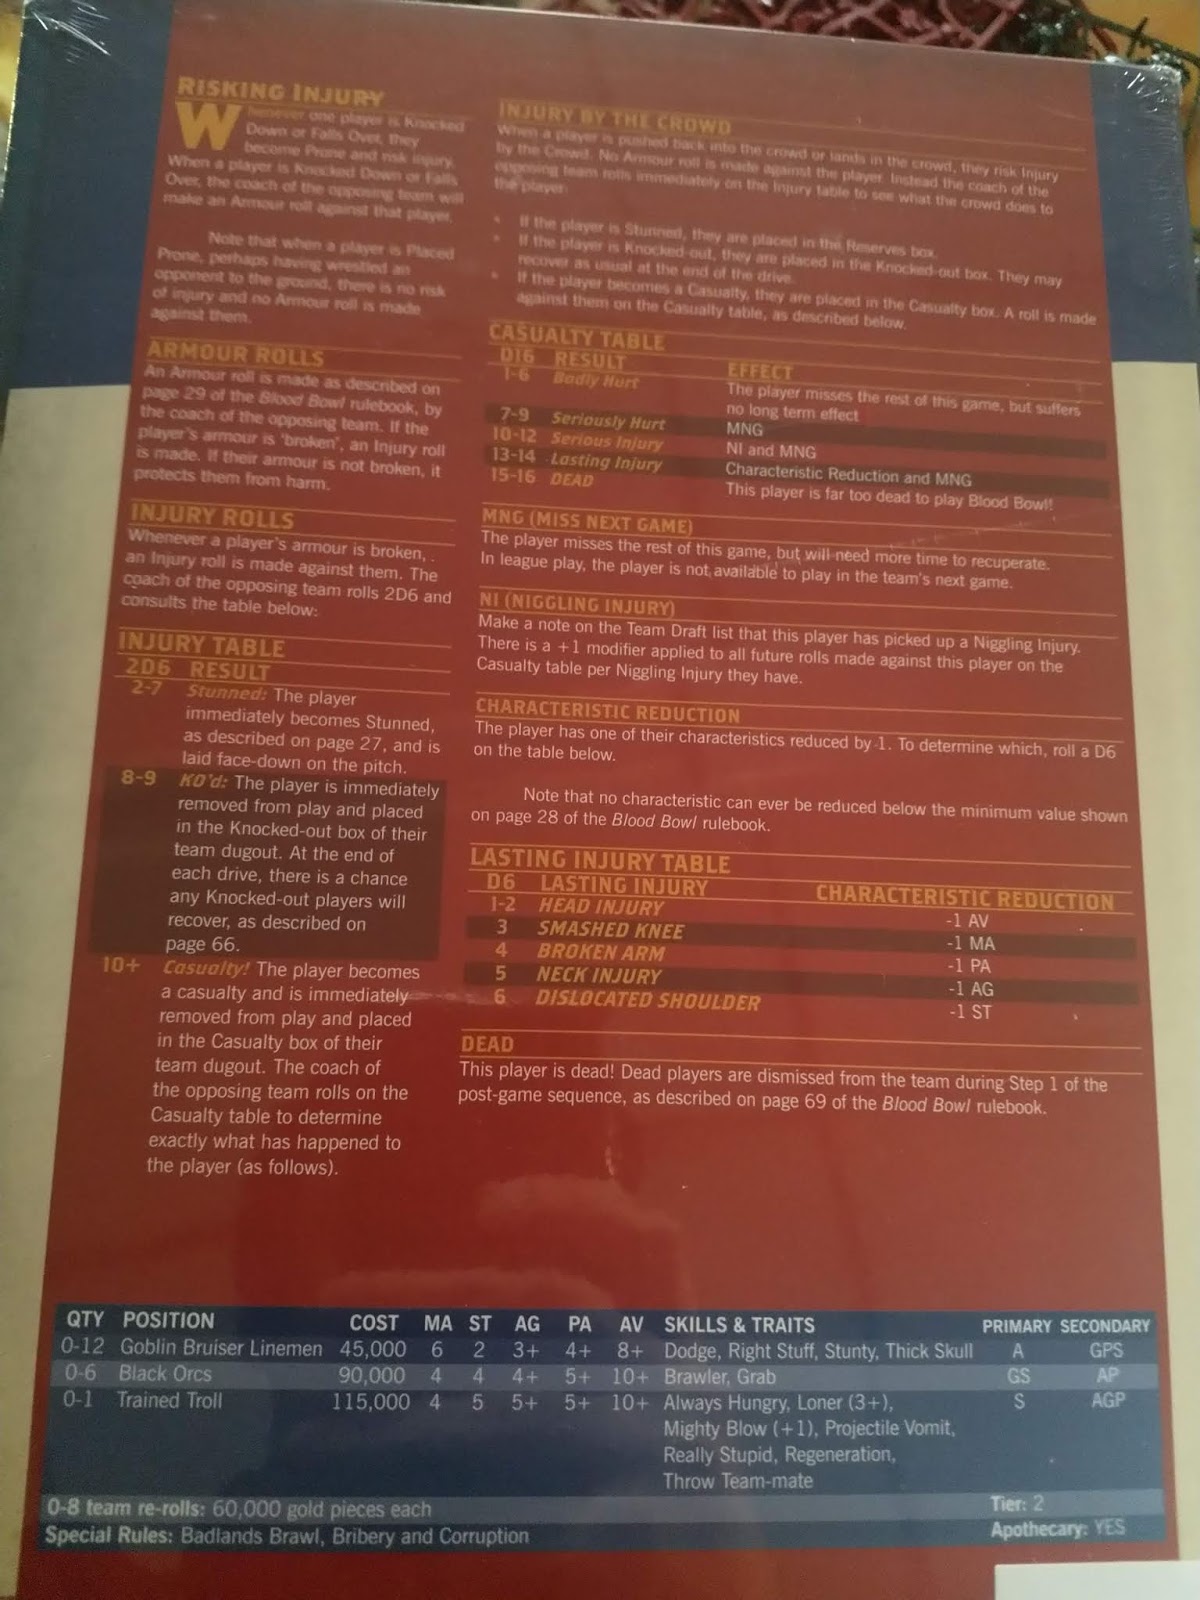 RISKING INJURY
Whenever one player is Knocked
Down or Falls Over, they
become Prone and risk injury.
When a player is Knocked Down or Falls
Over, the coach of the opposing team will
make an Armour roll against that player.
Note that when a player is Placed
Prone, perhaps having wrestled an
opponent to the ground, there is no risk
of injury and no Armour roll is made
against them.
ARMOUR ROLLS
An Armour roll is made as described on
page 29 of the Blood Bowl rulebook, by
the coach of the opposing team. If the
player's armour is 'broken', an Injury roll
is made. If their armour is not broken, it
protects them from harm.
INJURY ROLLS
Whenever a player's armour is broken,
an Injury roll is made against them. The
coach of the opposing team rolls 2D6 and
consults the table below:
INJURY TABLE
2D6 RESULT
2-7 Stunned: The player
immediately becomes Stunned,
as described on page 27, and is
laid face-down on the pitch.
8-9 KO'd: The player is immediately
removed from play and placed
in the Knocked-out box of their
team dugout. At the end of
each drive, there is a chance
any Knocked-out players will
recover, as described on
page 66.
10+ Casualty! The player becomes
a casualty and is immediately
removed from play and placed
in the Casualty box of their
team dugout. The coach of
the opposing team rolls on the
Casualty table to determine
exactly what has happened to
the player (as follows).
INJURY BY THE CROWD
When a player is pushed back into the crowd or lands in the crowd, they risk Injury
by the Crowd. No Armour roll is made against the player. Instead the coach of the
opposing team rolls immediately on the Injury table to see what the crowd does to
the player:
• If the player is Stunned, they are placed in the Reserves box.
• If the player is Knocked-out, they are placed in the Knocked-out box. They may
recover as usual at the end of the drive.
• If the player becomes a Casualty, they are placed in the Casualty box. A roll is made
against them on the Casualty table, as described below.
CASUALTY TABLE
D16 RESULT EFFECT
1-6 Badly Hurt The player misses the rest of this game, but suffers
no long term effect
7-9 Seriously Hurt MNG
10-12 Serious Injury NI and MNG
13-14 Lasting Injury Characteristic Reduction and MNG
15-16 DEAD This player is far too dead to play Blood Bowl!
MNG (MISS NEXT GAME)
The player misses the rest of this game, but will need more time to recuperate.
In league play, the player is not available to play in the team's next game.
NI (NIGGLING INJURY)
Make a note on the Team Draft list that this player has picked up a Niggling Injury.
There is a +1 modifier applied to all future rolls made against this player on the
Casualty table per Niggling Injury they have.
CHARACTERISTIC REDUCTION
The player has one of their characteristics reduced by 1. To determine which, roll a D6
on the table below.
Note that no characteristic can ever be reduced below the minimum value shown
on page 28 of the Blood Bowl rulebook.
LASTING INJURY TABLE
D6 LASTING INJURY CHARACTERISTIC REDUCTION
1-2 HEAD INJURY -1 AV
3 SMASHED KNEE -1 MA
4 BROKEN ARM -1 PA
5 NECK INJURY -1 AG
6 DISLOCATED SHOULDER -1 ST
DEAD
This player is dead! Dead players are dismissed from the team during Step 1 of the
post-game sequence, as described on page 69 of the Blood Bowl rulebook.
QTY POSITION COST MA ST AG PA AV SKILLS & TRAITS PRIMARY SECONDARY
0-12 Goblin Bruiser Linemen 45,000 6 2 3+ 4+ 8+ Dodge, Right Stuff, Stunty, Thick Skull A GPS
0-6 Black Orcs 90,000 4 4 4+ 5+ 10+ Brawler, Grab GS AP
0-1 Trained Troll 115,000 4 5 5+ 5+ 10+ Always Hungry, Loner (3+), S AGP
Mighty Blow (+1), Projectile Vomit,
Really Stupid, Regeneration,
Throw Team-mate
0-8 team re-rolls: 60,000 gold pieces each Tier: 2
Special Rules: Badlands Brawl, Bribery and Corruption Apothecary: YES